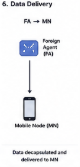 6. Data Delivery
FA → MN
Foreign
Agent
(FA)
Mobile Node (MN)
Data decapsulated and
delivered to MN